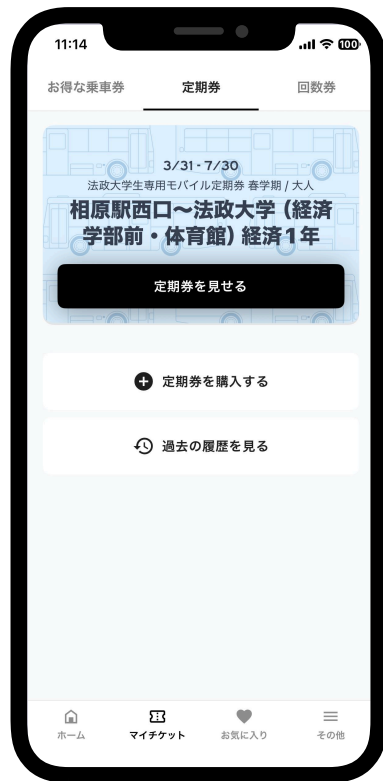 11:14
100
お得な乗車券 定期券 回数券
3/31 - 7/30
法政大学生専用モバイル定期券 春学期 / 大人
相原駅西口～法政大学（経済
学部前・体育館）経済1年
定期券を見せる
定期券を購入する
過去の履歴を見る
ホーム マイチケット お気に入り その他